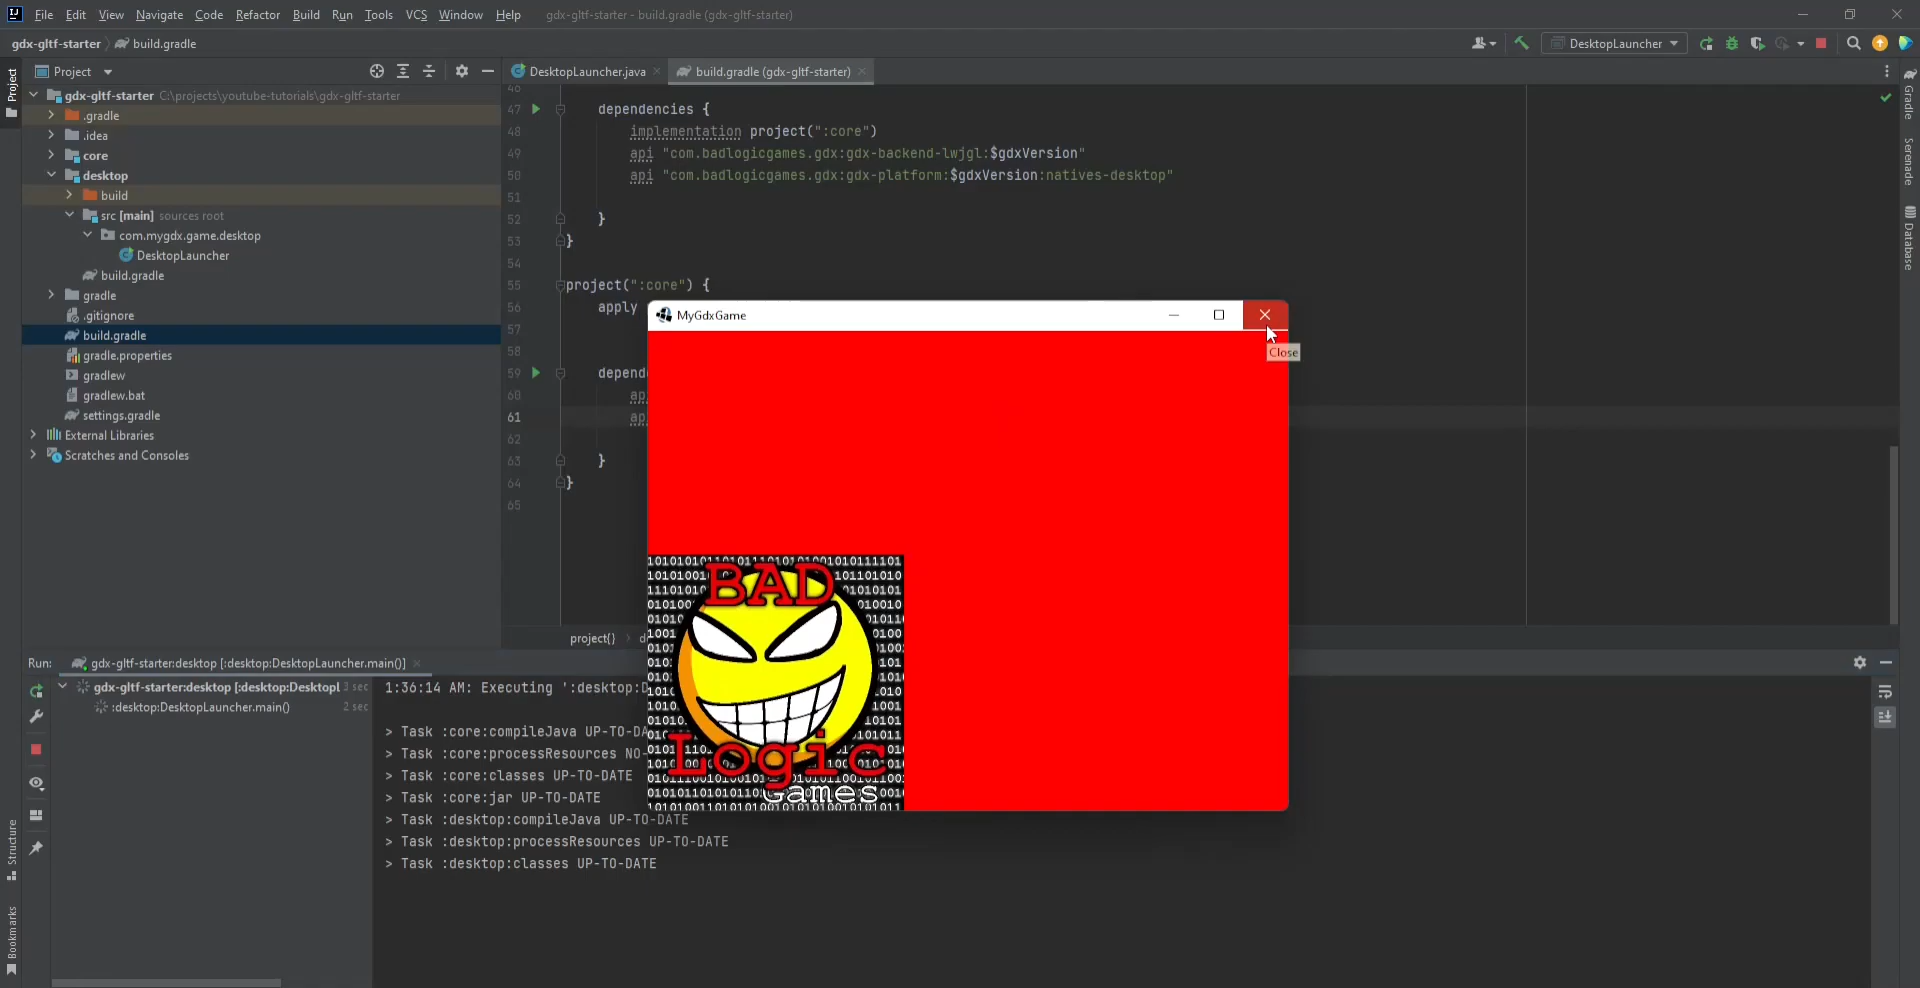 File Edit View Navigate Code Refactor Build Run Tools VCS Window Help gdx-gltf-starter - build.gradle (gdx-gltf-starter)
gdx-gltf-starter build.gradle
DesktopLauncher
Project
Project
DesktopLauncher.java
build.gradle (gdx-gltf-starter)
gdx-gltf-starter C:\projects\youtube-tutorials\gdx-gltf-starter
.gradle
.idea
core
desktop
build
src [main] sources root
com.mygdx.game.desktop
DesktopLauncher
build.gradle
gradle
.gitignore
build.gradle
gradle.properties
gradlew
gradlew.bat
settings.gradle
External Libraries
Scratches and Consoles
46
47 dependencies {
48 implementation project(":core")
49 api "com.badlogicgames.gdx:gdx-backend-lwjgl:$gdxVersion"
50 api "com.badlogicgames.gdx:gdx-platform:$gdxVersion:natives-desktop"
51
52 }
53 }
54
55 project(":core") {
56 apply
57
58
59 depend
60 ap
61 ap
62
63 }
64 }
65
project{}
MyGdxGame
Close
BAD
Logic
Games
Gradle
Serenade
Database
Run: gdx-gltf-starter:desktop [:desktop:DesktopLauncher.main()]
gdx-gltf-starter:desktop [:desktop:Desktopl 3 sec
:desktop:DesktopLauncher.main() 2 sec
1:36:14 AM: Executing ':desktop:D
> Task :core:compileJava UP-TO-DA
> Task :core:processResources NO-
> Task :core:classes UP-TO-DATE
> Task :core:jar UP-TO-DATE
> Task :desktop:compileJava UP-TO-DATE
> Task :desktop:processResources UP-TO-DATE
> Task :desktop:classes UP-TO-DATE
Structure
Bookmarks